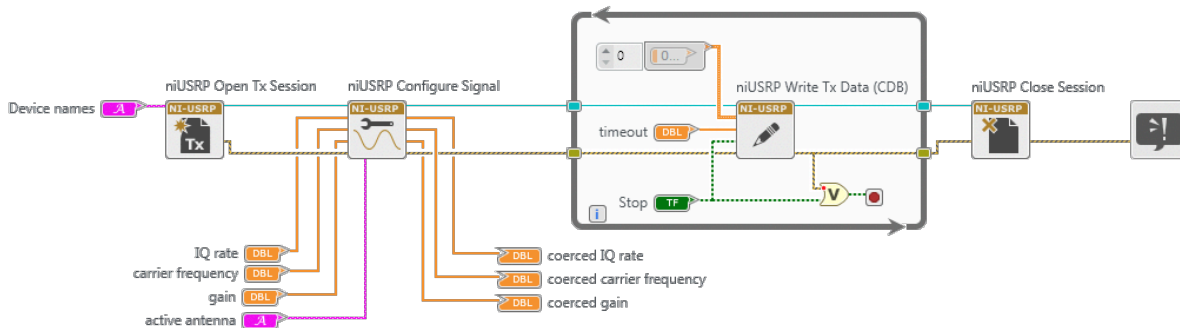 niUSRP Open Tx Session
niUSRP Configure Signal
niUSRP Write Tx Data (CDB)
niUSRP Close Session
Device names
A
NI-USRP
Tx
NI-USRP
0
0...
NI-USRP
NI-USRP
timeout
DBL
Stop
TF
V
i
IQ rate
DBL
carrier frequency
DBL
gain
DBL
active antenna
A
DBL
coerced IQ rate
DBL
coerced carrier frequency
DBL
coerced gain